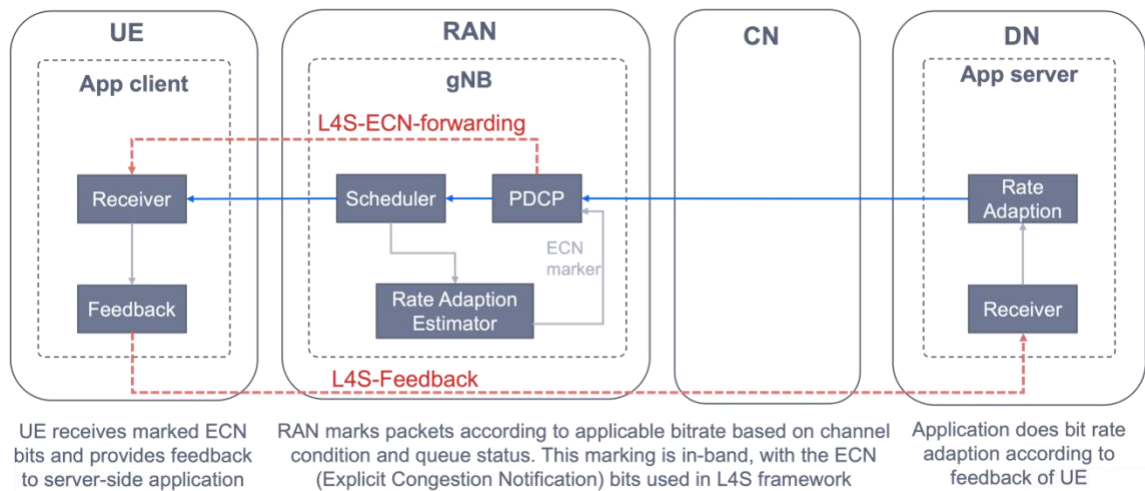 UE
RAN
CN
DN
App client
gNB
App server
L4S-ECN-forwarding
Receiver
Scheduler
PDCP
Rate
Adaption
ECN
marker
Feedback
Rate Adaption
Estimator
Receiver
L4S-Feedback
UE receives marked ECN
bits and provides feedback
to server-side application
RAN marks packets according to applicable bitrate based on channel
condition and queue status. This marking is in-band, with the ECN
(Explicit Congestion Notification) bits used in L4S framework
Application does bit rate
adaption according to
feedback of UE